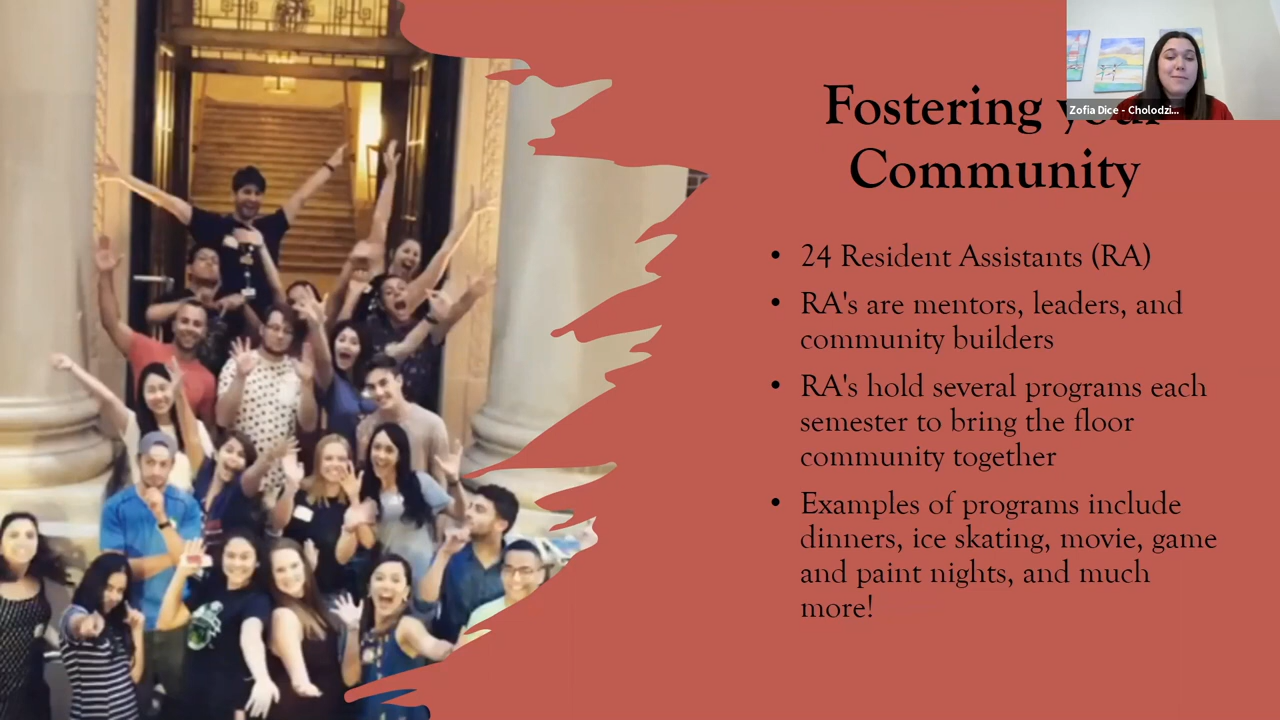 Fostering your
Community
Zofia Dice - Cholodzi...
• 24 Resident Assistants (RA)
• RA's are mentors, leaders, and
community builders
• RA's hold several programs each
semester to bring the floor
community together
• Examples of programs include
dinners, ice skating, movie, game
and paint nights, and much
more!